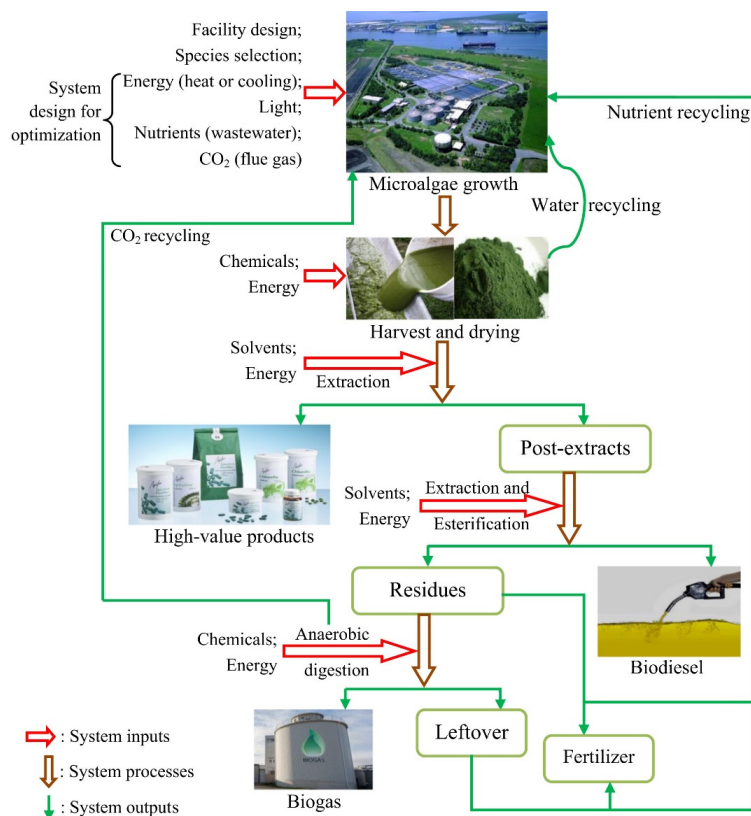 Facility design;
Species selection;
System
design for
optimization
Energy (heat or cooling);
Light;
Nutrients (wastewater);
CO₂ (flue gas)
Nutrient recycling
Microalgae growth
Water recycling
CO₂ recycling
Chemicals;
Energy
Harvest and drying
Solvents;
Energy
Extraction
Post-extracts
High-value products
Solvents;
Energy
Extraction and
Esterification
Residues
Biodiesel
Chemicals;
Energy
Anaerobic
digestion
BIOGAS
Biogas
Leftover
Fertilizer
: System inputs
: System processes
: System outputs